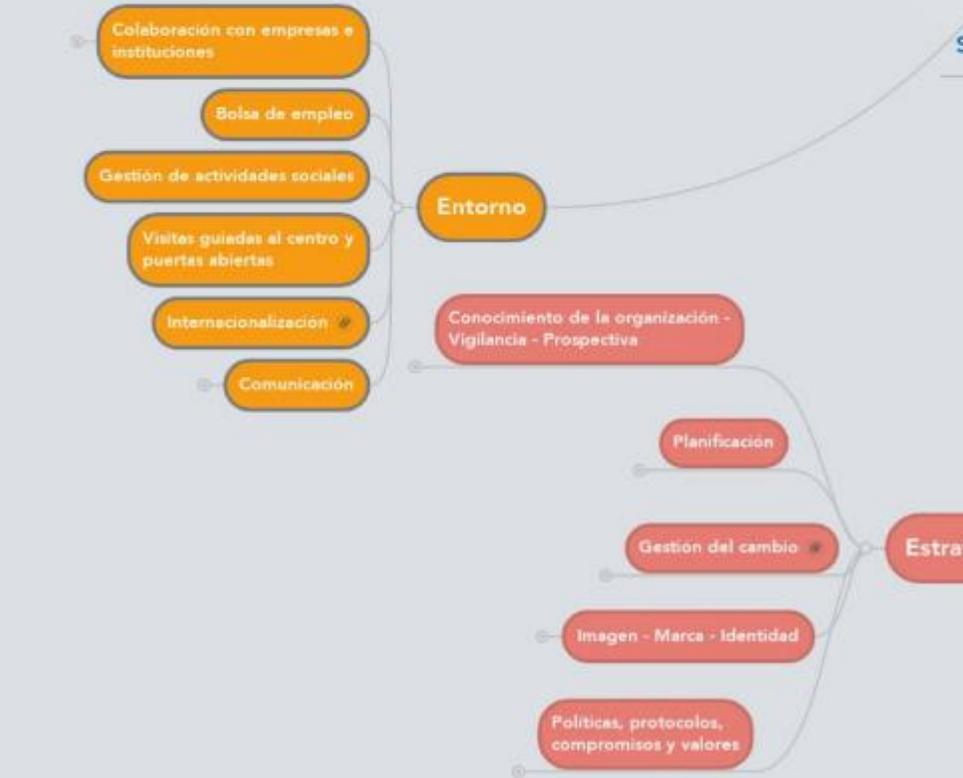 Colaboración con empresas e
instituciones
Bolsa de empleo
Gestión de actividades sociales
Visitas guiadas al centro y
puertas abiertas
Internacionalización
Comunicación
Entorno
Conocimiento de la organización -
Vigilancia - Prospectiva
Planificación
Gestión del cambio
Imagen - Marca - Identidad
Políticas, protocolos,
compromisos y valores
Estra
S